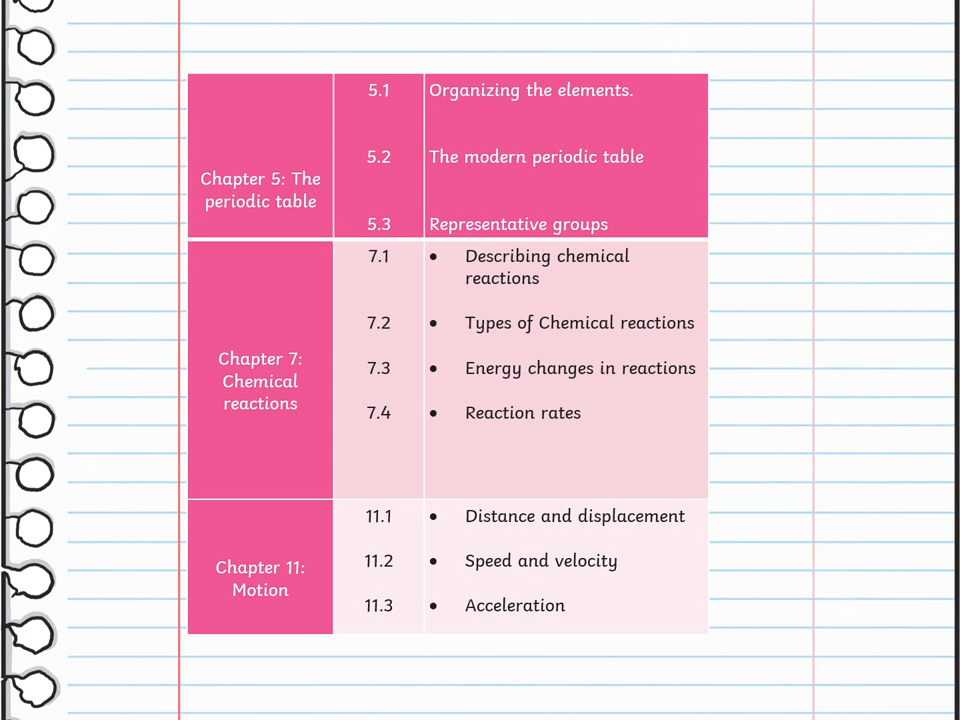 Chapter 5: The
periodic table
5.1
Organizing the elements.
5.2
The modern periodic table
5.3
Representative groups
Chapter 7:
Chemical
reactions
7.1
• Describing chemical
reactions
7.2
• Types of Chemical reactions
7.3
• Energy changes in reactions
7.4
• Reaction rates
Chapter 11:
Motion
11.1
• Distance and displacement
11.2
• Speed and velocity
11.3
• Acceleration